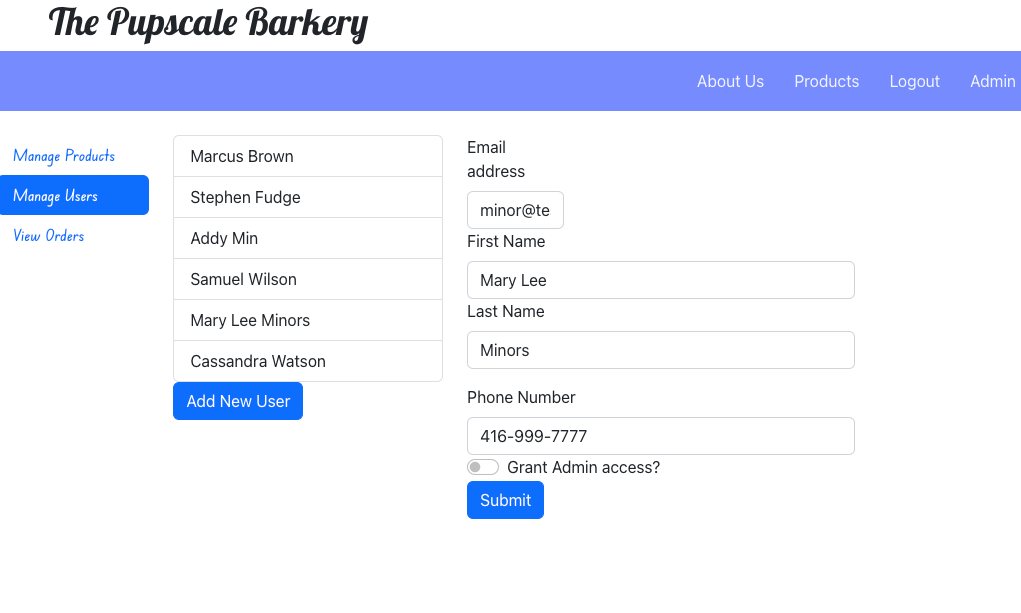 The Pupscale Barkery
About Us Products Logout Admin
Manage Products
Manage Users
View Orders
Marcus Brown
Stephen Fudge
Addy Min
Samuel Wilson
Mary Lee Minors
Cassandra Watson
Add New User
Email
address
minor@te
First Name
Mary Lee
Last Name
Minors
Phone Number
416-999-7777
Grant Admin access?
Submit